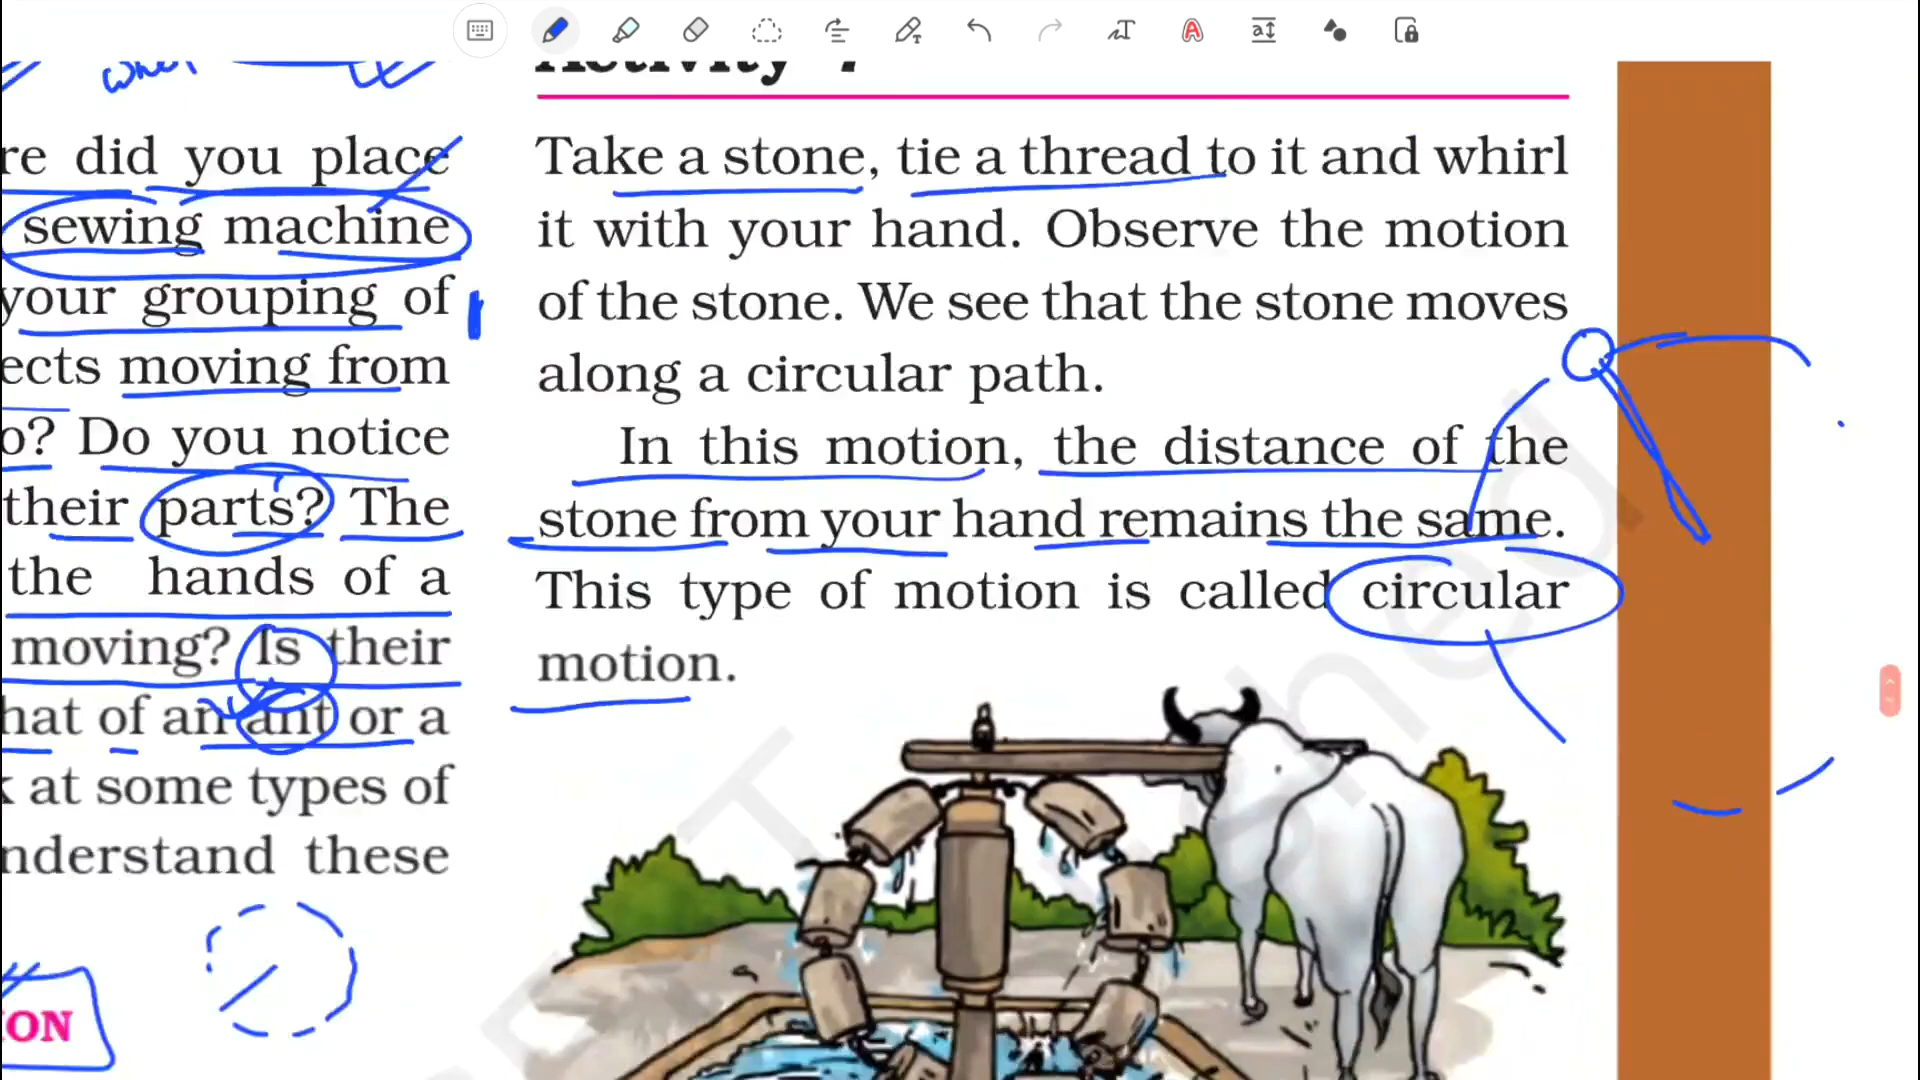 re did you place
sewing machine
your grouping of
ects moving from
o? Do you notice
their parts? The
the hands of a
moving? Is their
hat of an ant or a
k at some types of
nderstand these
ION
Activity 7
Take a stone, tie a thread to it and whirl
it with your hand. Observe the motion
of the stone. We see that the stone moves
along a circular path.
In this motion, the distance of the
stone from your hand remains the same.
This type of motion is called circular
motion.